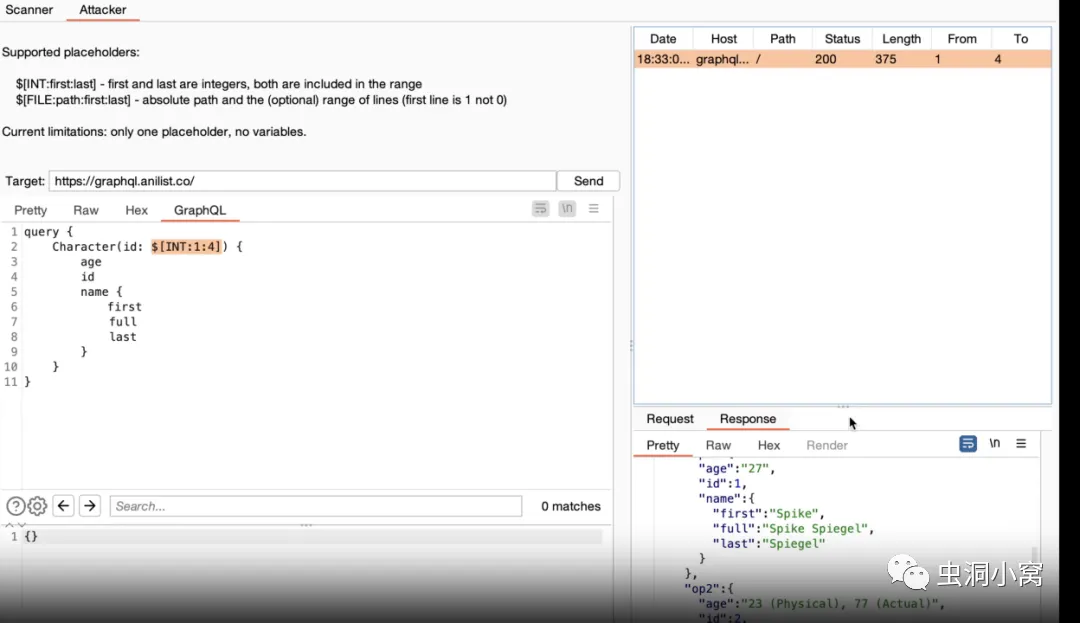 Scanner Attacker
Supported placeholders:
$[INT:first:last] - first and last are integers, both are included in the range
$[FILE:path:first:last] - absolute path and the (optional) range of lines (first line is 1 not 0)
Current limitations: only one placeholder, no variables.
Target: https://graphql.anilist.co/ Send
Pretty Raw Hex GraphQL \n
1 query {
2 Character(id: $[INT:1:4]) {
3 age
4 id
5 name {
6 first
7 full
8 last
9 }
10 }
11 }
Search... 0 matches
1 {}
Date Host Path Status Length From To
18:33:0... graphql... / 200 375 1 4
Request Response
Pretty Raw Hex Render \n
"age":"27",
"id":1,
"name":{
"first":"Spike",
"full":"Spike Spiegel",
"last":"Spiegel"
}
},
"op2":{
"age":"23 (Physical), 77 (Actual)",
"id":2,
虫洞小窝